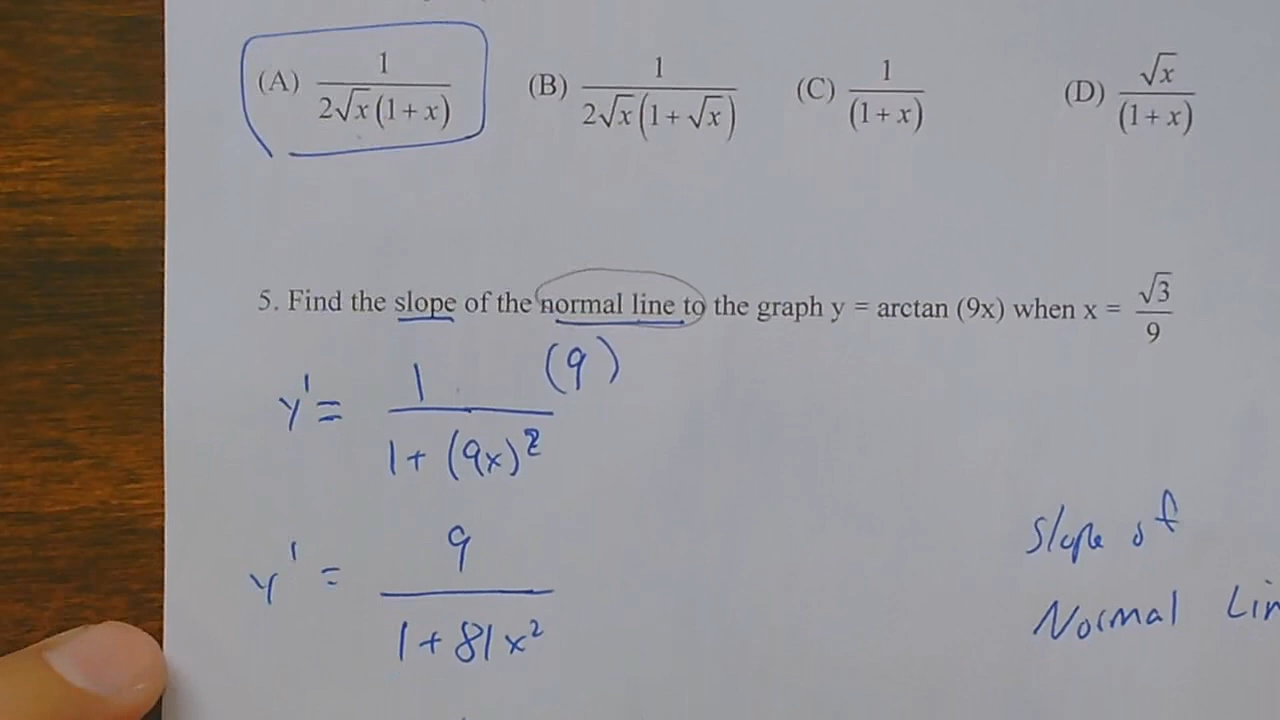 (A) 1/(2√x(1+x)) (B) 1/(2√x(1+√x)) (C) 1/(1+x) (D) √x/(1+x)
5. Find the slope of the normal line to the graph y = arctan (9x) when x = √3/9
y' = 1/(1+(9x)²) (9)
y' = 9/(1+81x²)
Slope of
Normal Lin